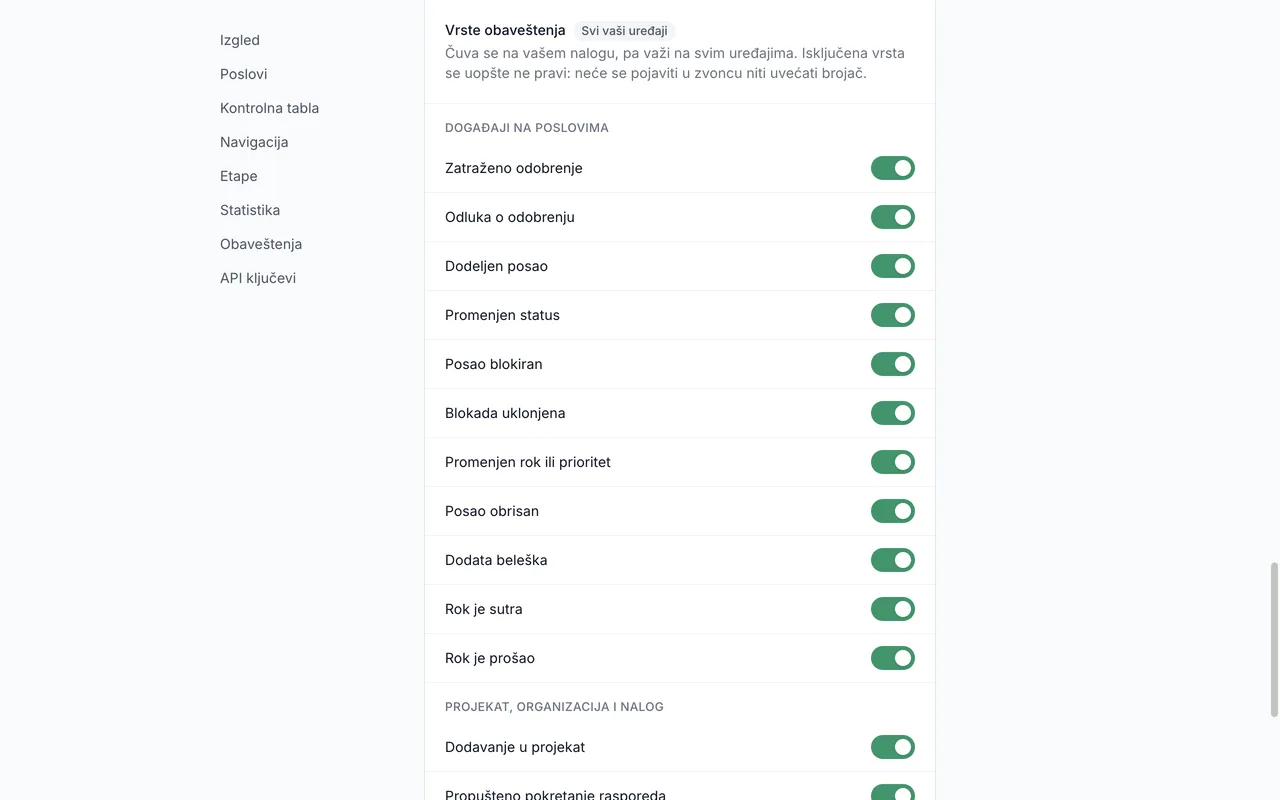 Izgled
Poslovi
Kontrolna tabla
Navigacija
Etape
Statistika
Obaveštenja
API ključevi
Vrste obaveštenja Svi vaši uređaji
Čuva se na vašem nalogu, pa važi na svim uređajima. Isključena vrsta
se uopšte ne pravi: neće se pojaviti u zvoncu niti uvećati brojač.
DOGAĐAJI NA POSLOVIMA
Zatraženo odobrenje
Odluka o odobrenju
Dodeljen posao
Promenjen status
Posao blokiran
Blokada uklonjena
Promenjen rok ili prioritet
Posao obrisan
Dodata beleška
Rok je sutra
Rok je prošao
PROJEKAT, ORGANIZACIJA I NALOG
Dodavanje u projekat
Propušteno pokretanje rasporeda